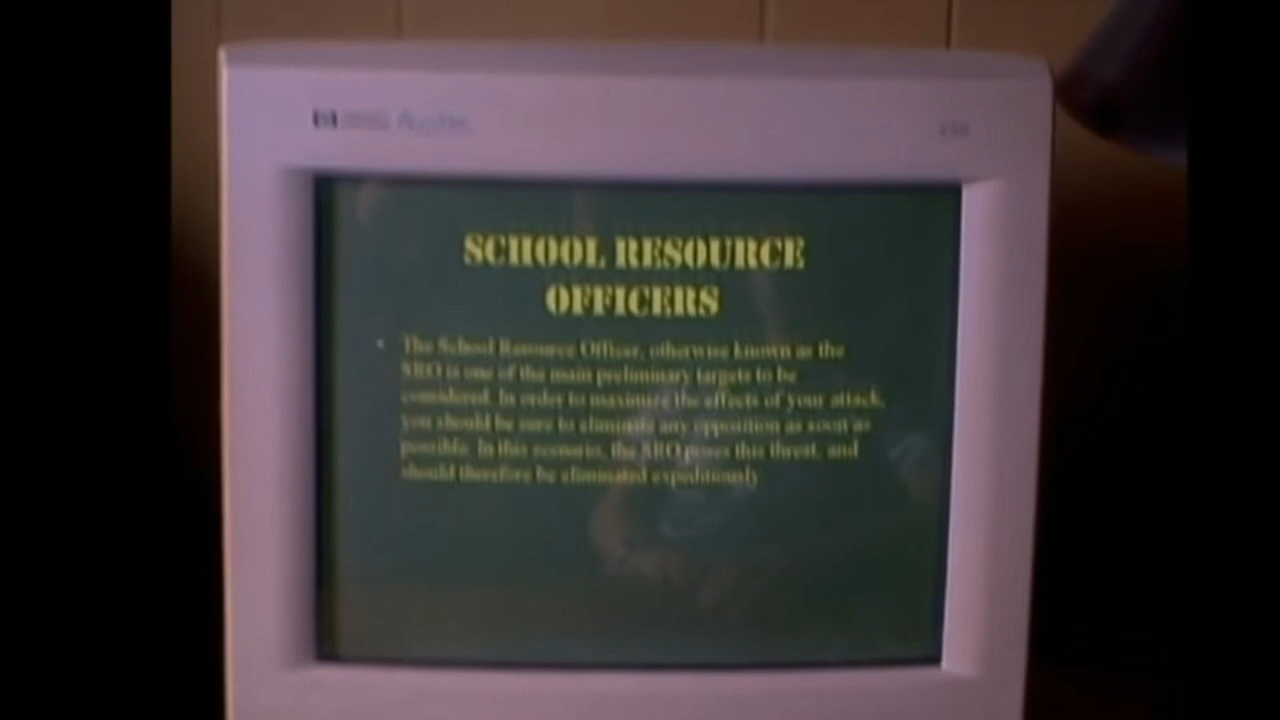 SCHOOL RESOURCE
OFFICERS
• The School Resource Officer, otherwise known as the
SRO is one of the main preliminary targets to be
considered. In order to maximize the effects of your attack,
you should be sure to eliminate any opposition as soon as
possible. In this scenario, the SRO poses this threat, and
should therefore be eliminated expeditiously